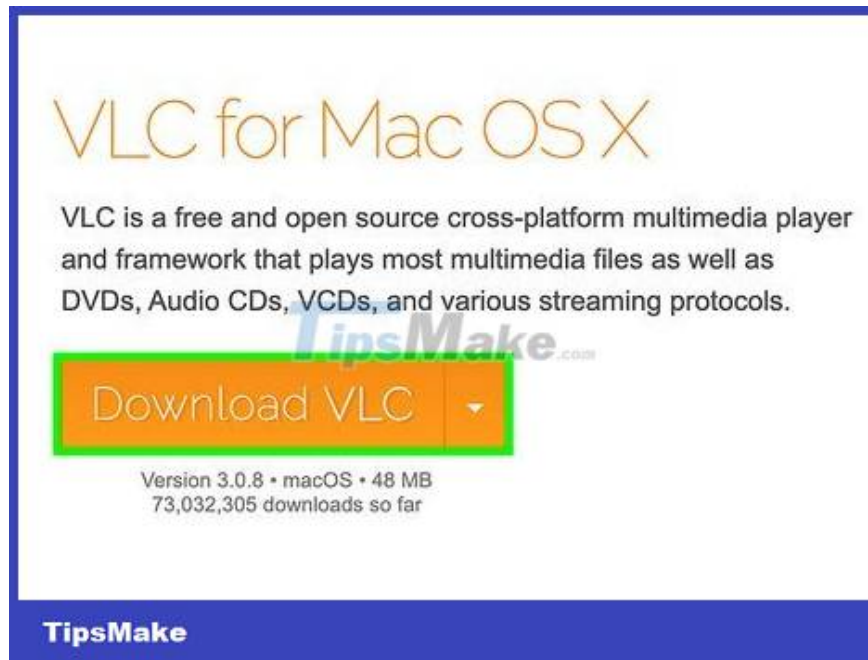 VLC for Mac OS X
VLC is a free and open source cross-platform multimedia player
and framework that plays most multimedia files as well as
DVDs, Audio CDs, VCDs, and various streaming protocols.
TipsMake.com
Download VLC
Version 3.0.8 • macOS • 48 MB
73,032,305 downloads so far
TipsMake